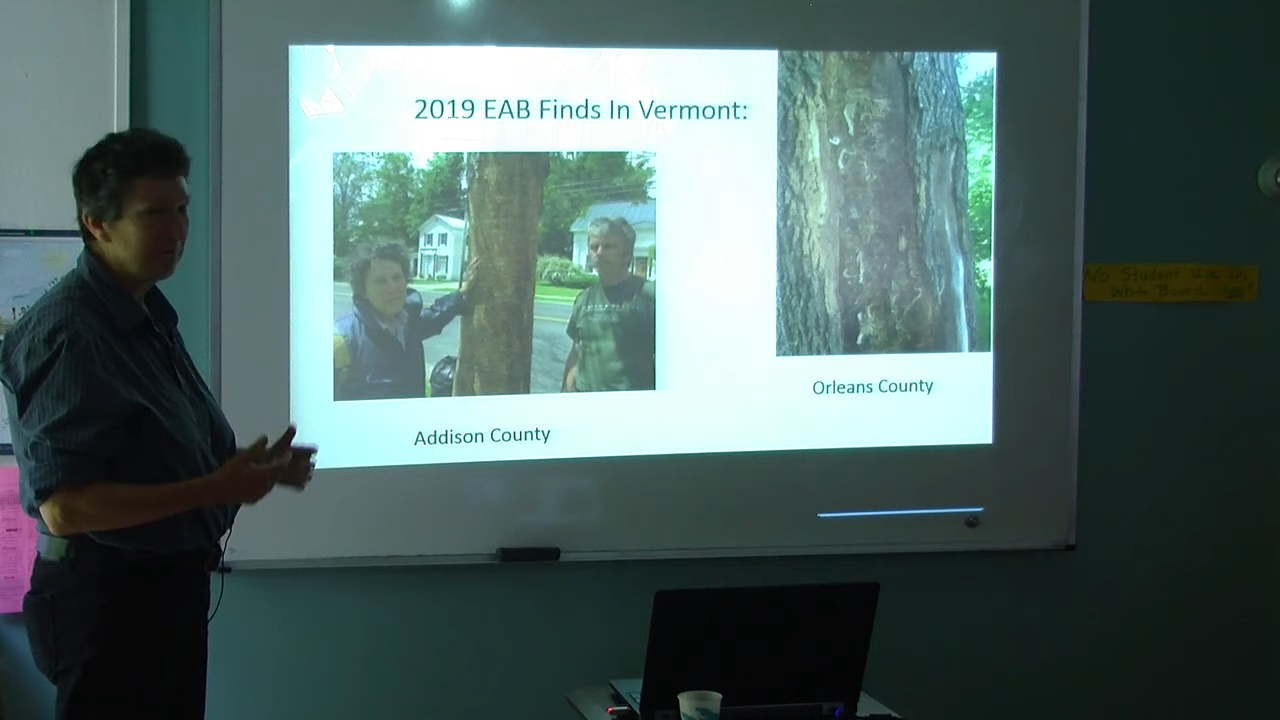 2019 EAB Finds In Vermont:
Orleans County
Addison County
No Student Use of
White Board